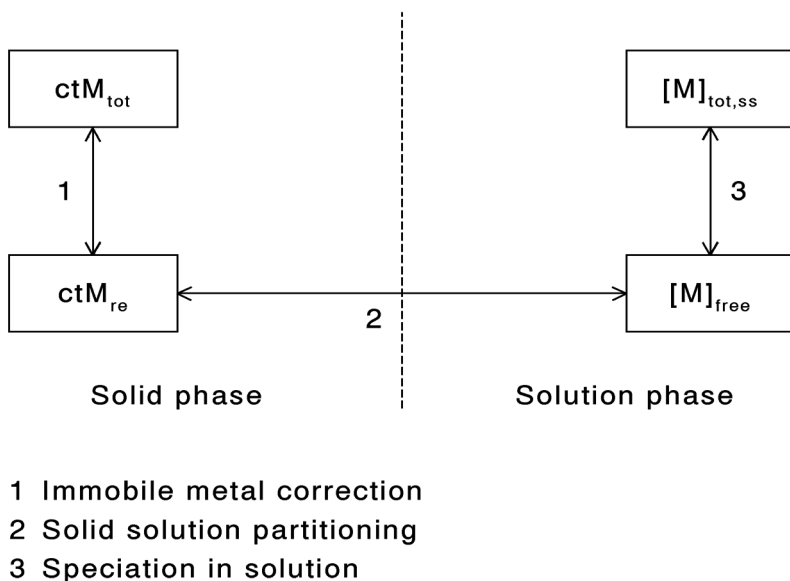 ctM_tot [M]_tot,ss
1 3
ctM_re [M]_free
2
Solid phase Solution phase
1 Immobile metal correction
2 Solid solution partitioning
3 Speciation in solution